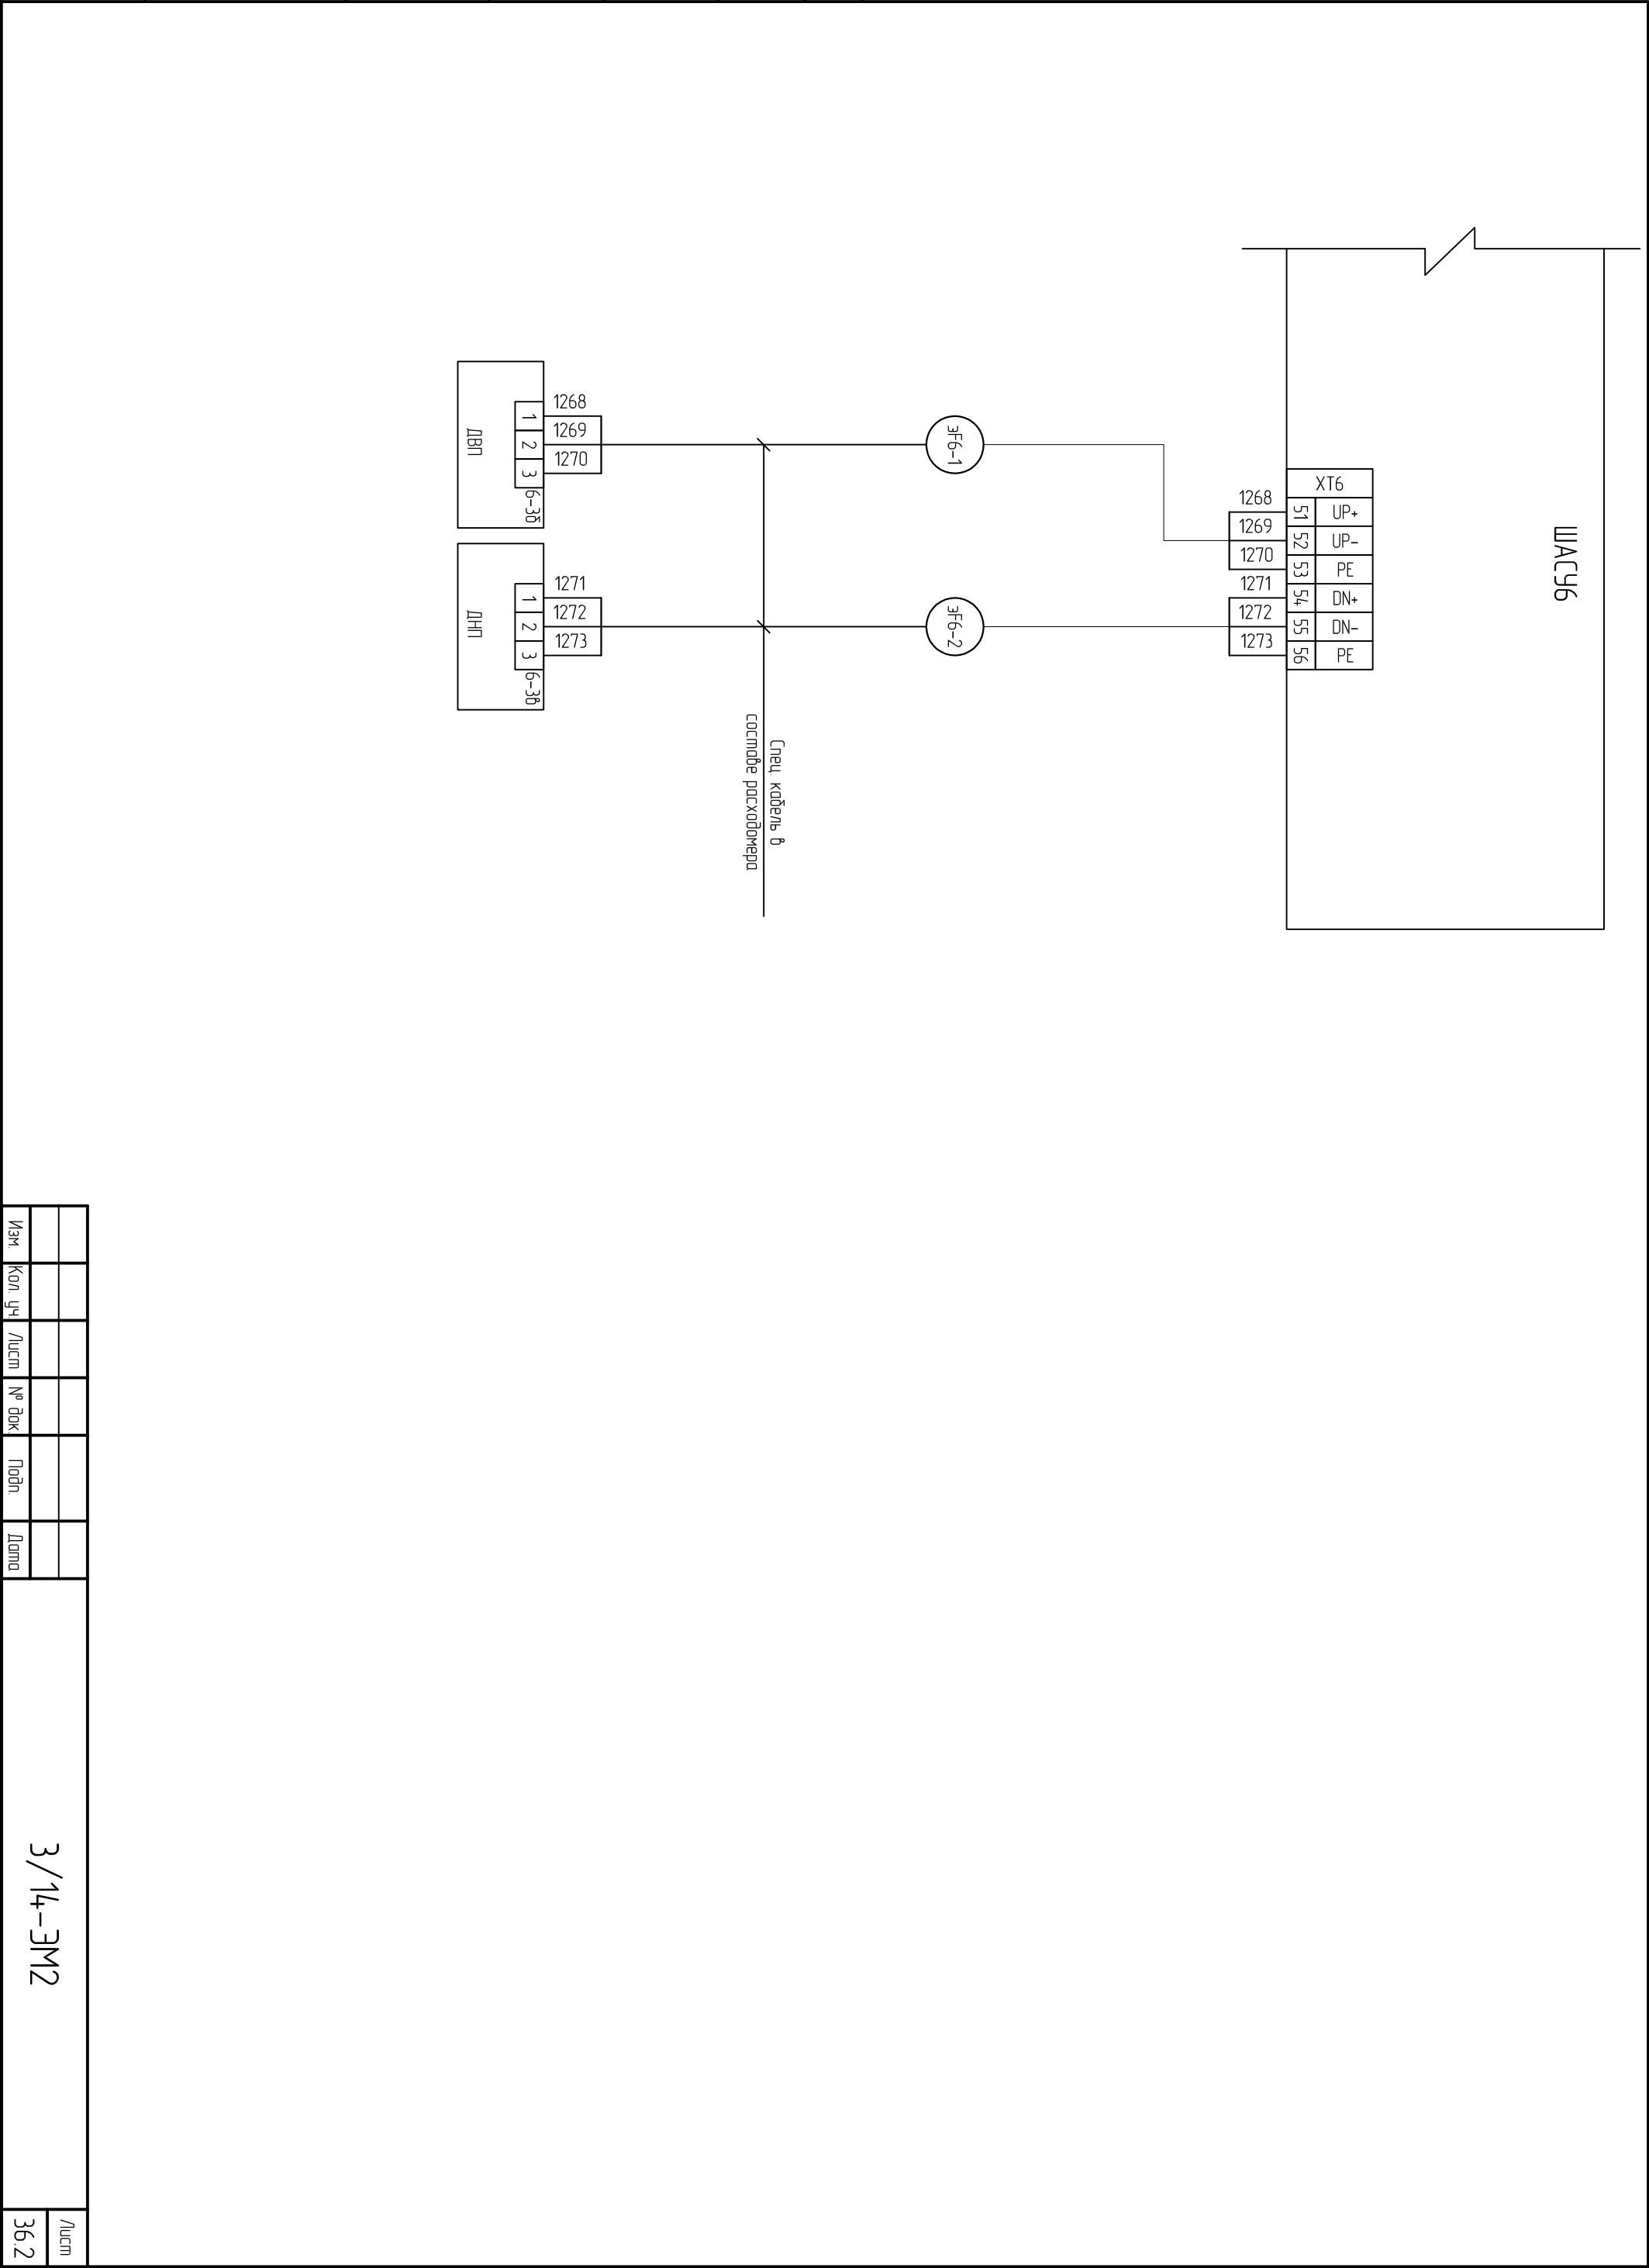 ШАСУ6
XT6
UP+
UP-
PE
DN+
DN-
PE
51
52
53
54
55
56
1268
1269
1270
1271
1272
1273
ЭF6-1
ЭF6-2
Спец. кабель в
составе расходомера
1268
1269
1270
1271
1272
1273
1
2
3
6-3б
ДВП
1
2
3
6-3в
ДНП
Изм.
Кол. уч.
Лист
№ док.
Подп.
Дата
3/14-ЭМ2
Лист
36.2